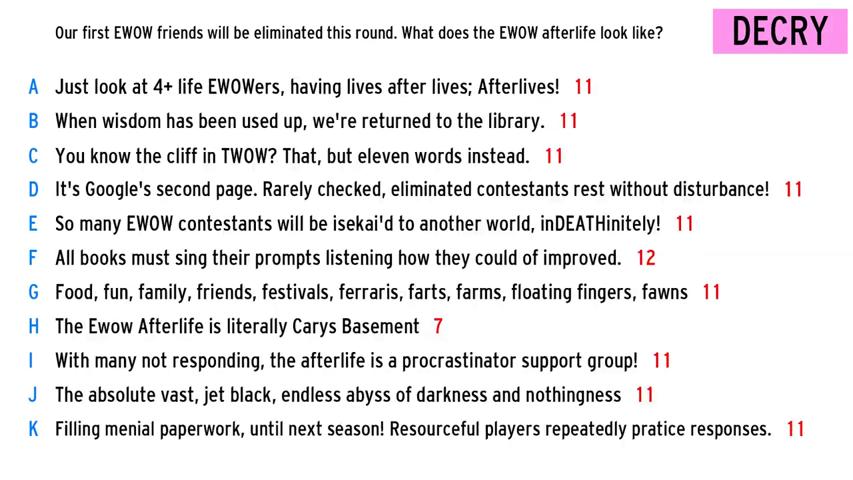 Our first EWOW friends will be eliminated this round. What does the EWOW afterlife look like?
DECRY
A Just look at 4+ life EWOWers, having lives after lives; Afterlives! 11
B When wisdom has been used up, we're returned to the library. 11
C You know the cliff in TWOW? That, but eleven words instead. 11
D It's Google's second page. Rarely checked, eliminated contestants rest without disturbance! 11
E So many EWOW contestants will be isekai'd to another world, inDEATHinitely! 11
F All books must sing their prompts listening how they could of improved. 12
G Food, fun, family, friends, festivals, ferraris, farts, farms, floating fingers, fawns 11
H The Ewow Afterlife is literally Carys Basement 7
I With many not responding, the afterlife is a procrastinator support group! 11
J The absolute vast, jet black, endless abyss of darkness and nothingness 11
K Filling menial paperwork, until next season! Resourceful players repeatedly pratice responses. 11